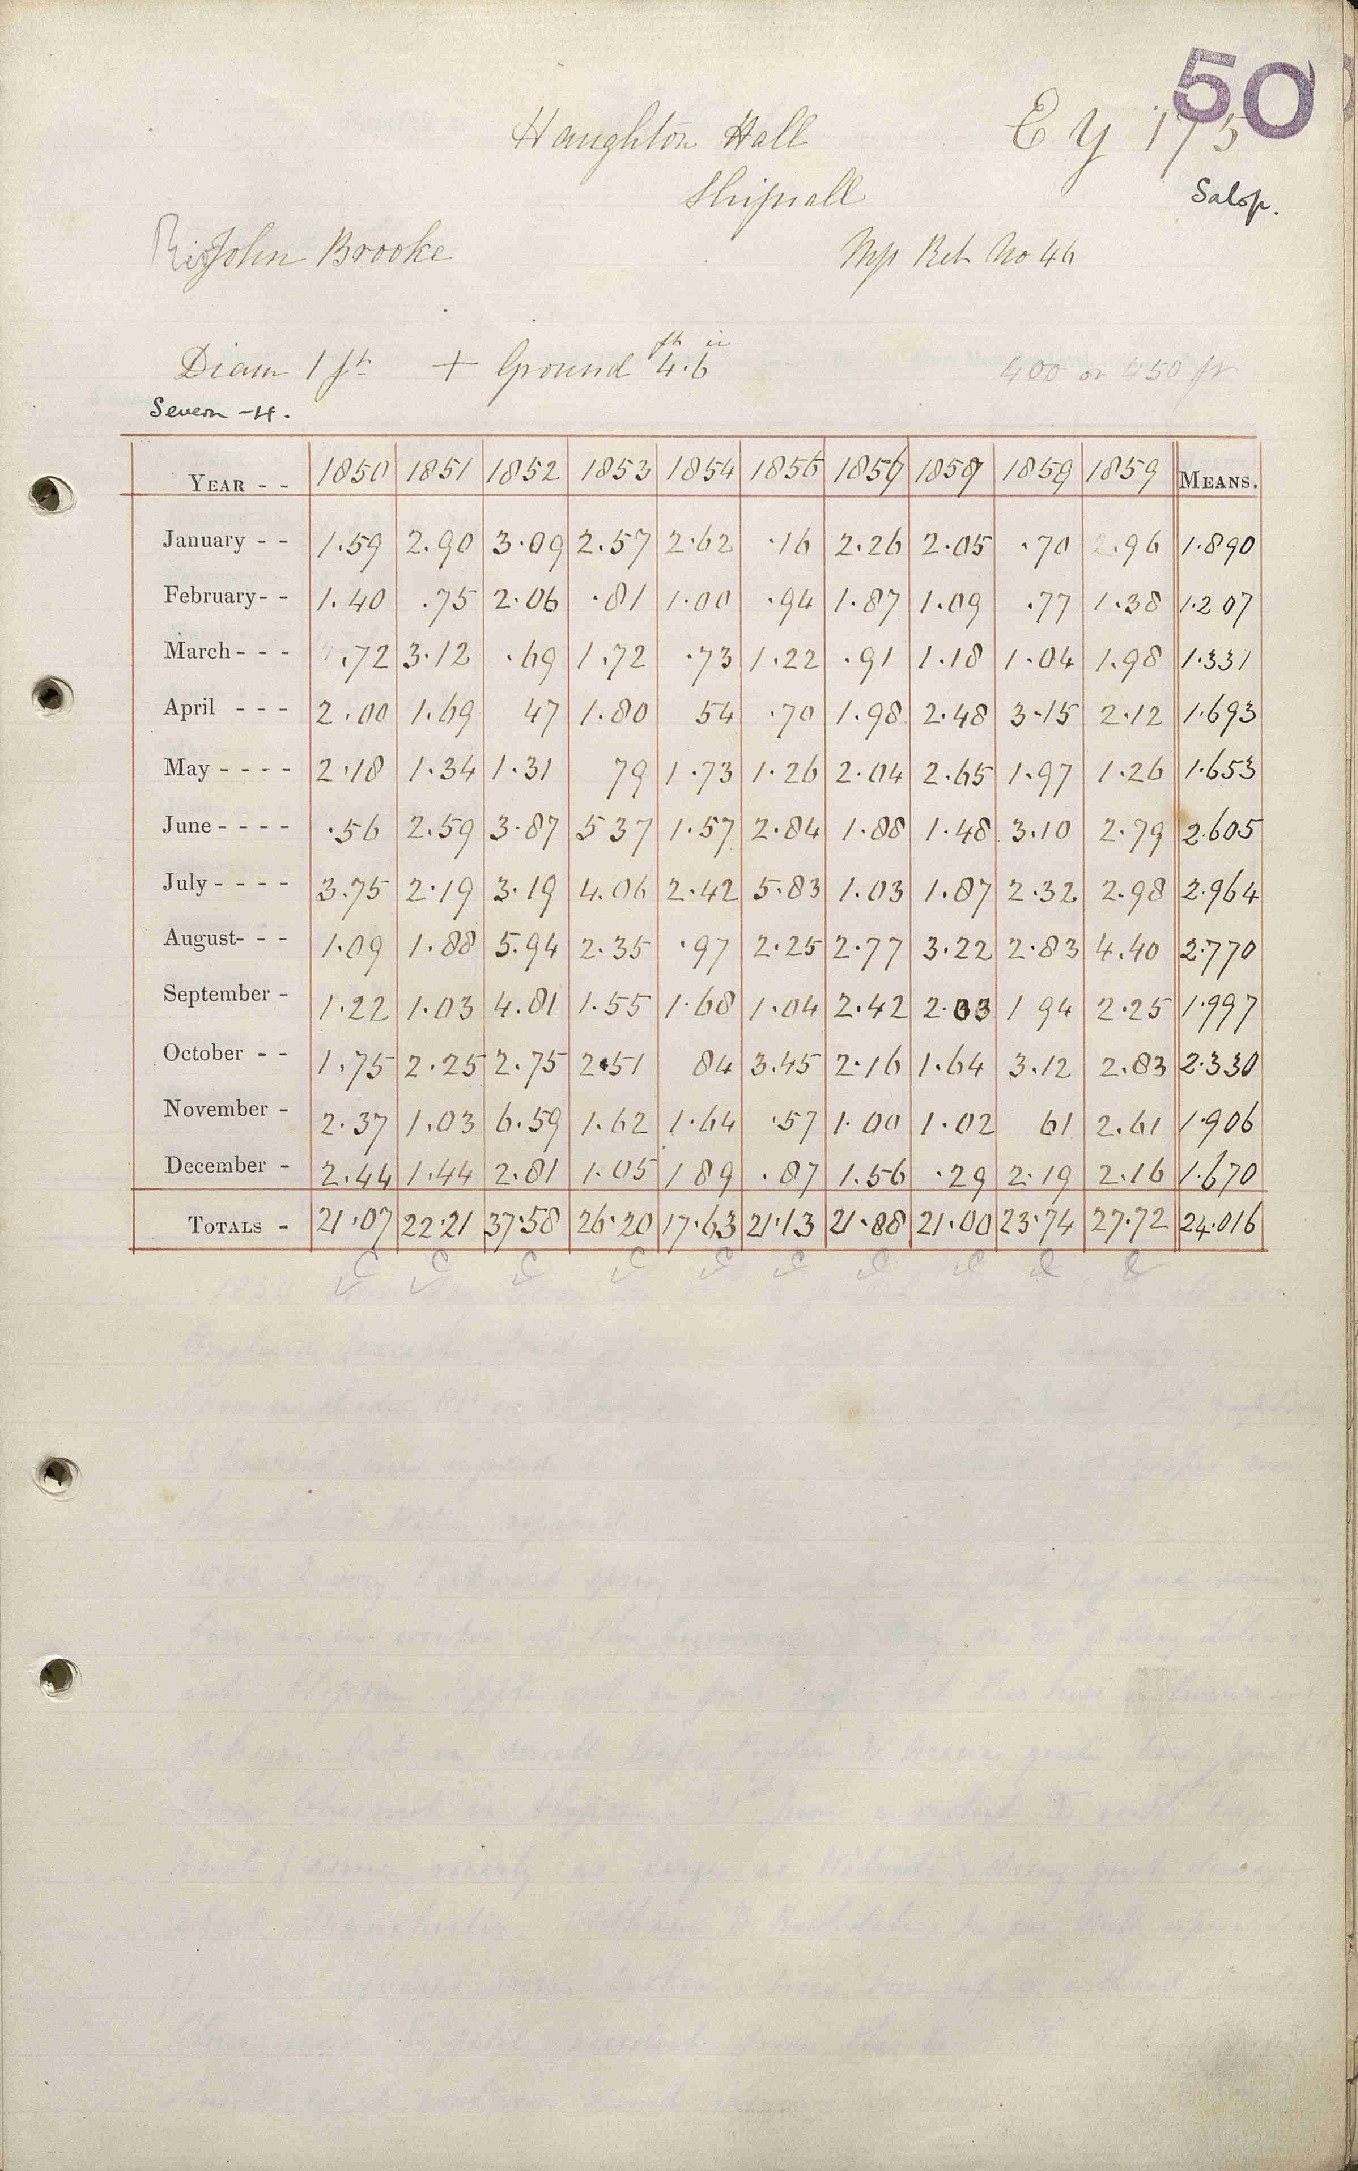 50
Haughton Hall E Y 175
Shifnall Salop.
John Brooke Mp Ret No 46
Diam 1 ft + Ground 4.6 ft in 400 or 450 ft
Severn -4.
YEAR - - 1850 1851 1852 1853 1854 1855 1856 1857 1858 1859 MEANS.
January - - 1.59 2.90 3.09 2.57 2.62 .16 2.26 2.05 .70 2.96 1.890
February - - 1.40 .75 2.06 .81 1.00 .94 1.87 1.09 .77 1.38 1.207
March - - - .72 3.12 .69 1.72 .73 1.22 .91 1.18 1.04 1.98 1.331
April - - - 2.00 1.69 47 1.80 54 .70 1.98 2.48 3.15 2.12 1.693
May - - - - 2.18 1.34 1.31 79 1.73 1.26 2.04 2.65 1.97 1.26 1.653
June - - - - .56 2.59 3.87 5 37 1.57 2.84 1.88 1.48 3.10 2.79 2.605
July - - - - 3.75 2.19 3.19 4.06 2.42 5.83 1.03 1.87 2.32 2.98 2.964
August - - - 1.09 1.88 5.94 2.35 .97 2.25 2.77 3.22 2.83 4.40 2.770
September - 1.22 1.03 4.81 1.55 1.68 1.04 2.42 2.03 1 94 2.25 1.997
October - - 1.75 2.25 2.75 2.51 84 3.45 2.16 1.64 3.12 2.83 2.330
November - 2.37 1.03 6.59 1.62 1.64 .57 1.00 1.02 61 2.61 1.906
December - 2.44 1.44 2.81 1.05 1 89 .87 1.56 .29 2.19 2.16 1.670
TOTALS - 21.07 22.21 37.58 26.20 17.63 21.13 21.88 21.00 23.74 27.72 24.016